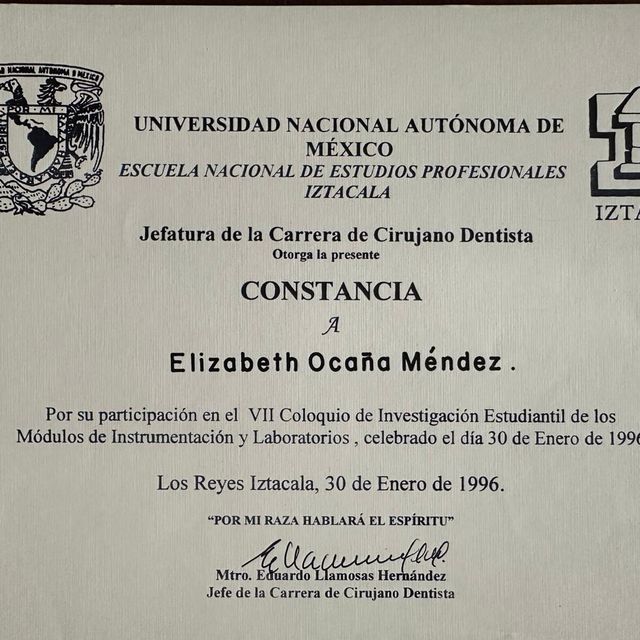 UNIVERSIDAD NACIONAL AUTÓNOMA DE
MÉXICO
ESCUELA NACIONAL DE ESTUDIOS PROFESIONALES
IZTACALA
Jefatura de la Carrera de Cirujano Dentista
Otorga la presente
CONSTANCIA
A
Elizabeth Ocaña Méndez .
Por su participación en el VII Coloquio de Investigación Estudiantil de los
Módulos de Instrumentación y Laboratorios , celebrado el día 30 de Enero de 1996
Los Reyes Iztacala, 30 de Enero de 1996.
“POR MI RAZA HABLARÁ EL ESPÍRITU”
Mtro. Eduardo Llamosas Hernández
Jefe de la Carrera de Cirujano Dentista